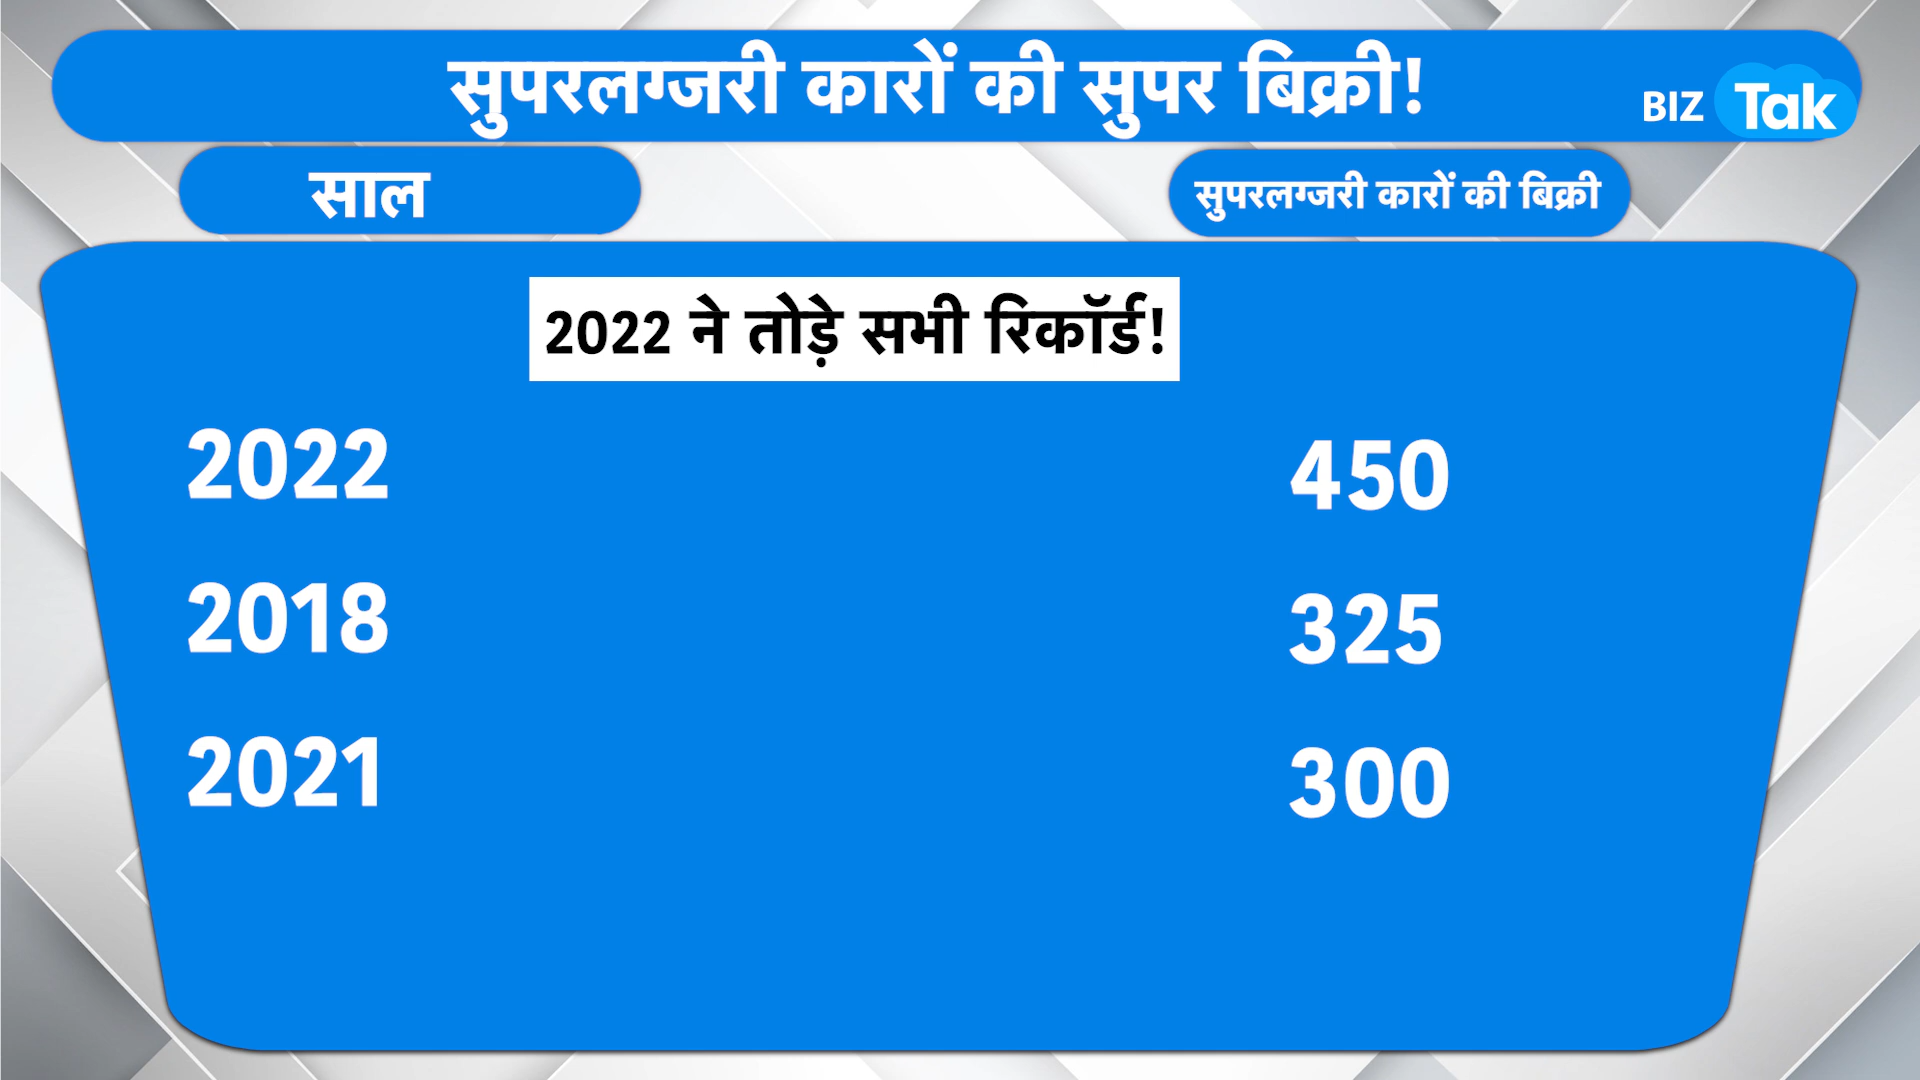 सुपरलग्जरी कारों की सुपर बिक्री!
BIZ Tak
साल सुपरलग्जरी कारों की बिक्री
2022 ने तोड़े सभी रिकॉर्ड!
2022 450
2018 325
2021 300